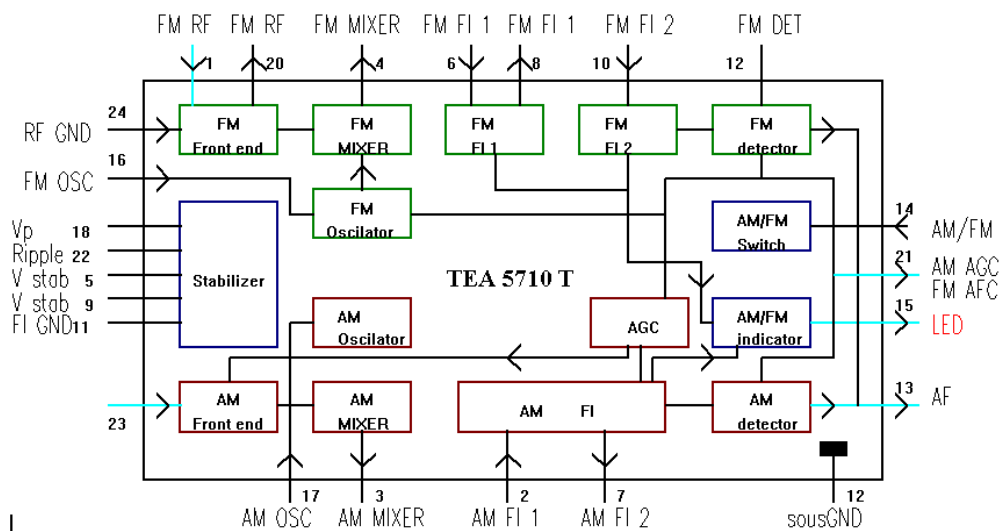 FM RF FM RF FM MIXER FM FI 1 FM FI 1 FM FI 2 FM DET
1 20 4 6 8 10 12
24
RF GND
FM
Front end
FM
MIXER
FM
FI 1
FM
FI 2
FM
detector
16
FM OSC
FM
Oscilator
14
AM/FM
AM/FM
Switch
Vp 18
Ripple 22
V stab 5
V stab 9
FI GND 11
Stabilizer
TEA 5710 T
21
AM AGC
FM AFC
15
LED
AM
Oscilator
AGC
AM/FM
indicator
23
AM
Front end
AM
MIXER
AM FI
AM
detector
13
AF
17 3 2 7 12
AM OSC AM MIXER AM FI 1 AM FI 2 sousGND